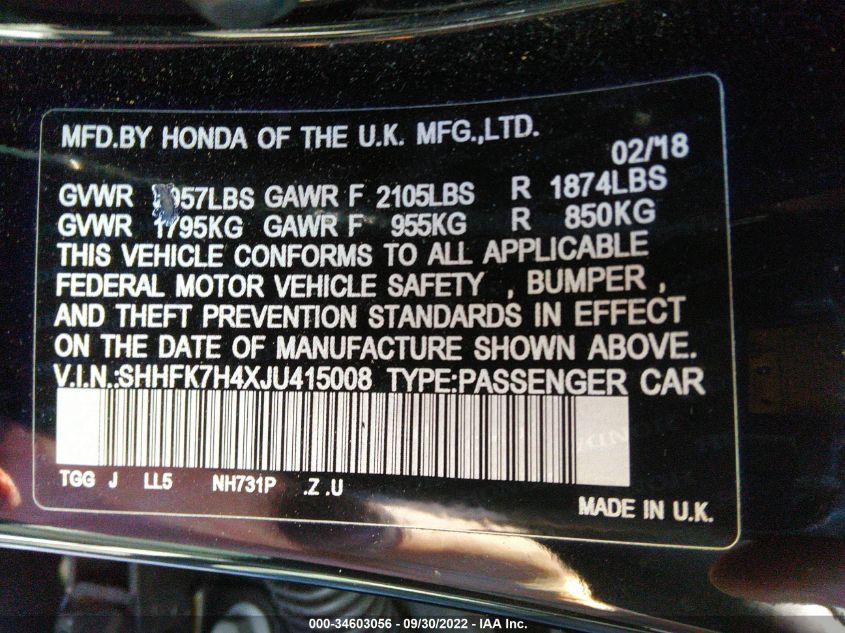 MFD.BY HONDA OF THE U.K. MFG.,LTD.
02/'18
GVWR 957LBS GAWR F 2105LBS R 1874LBS
GVWR 1795KG GAWR F 955KG R 850KG
THIS VEHICLE CONFORMS TO ALL APPLICABLE
FEDERAL MOTOR VEHICLE SAFETY , BUMPER ,
AND THEFT PREVENTION STANDARDS IN EFFECT
ON THE DATE OF MANUFACTURE SHOWN ABOVE.
V.I.N.:SHHFK7H4XJU415008 TYPE:PASSENGER CAR
TGG J LL5 NH731P .Z .U
MADE IN U.K.
000-34603056 - 09/30/2022 - IAA Inc.